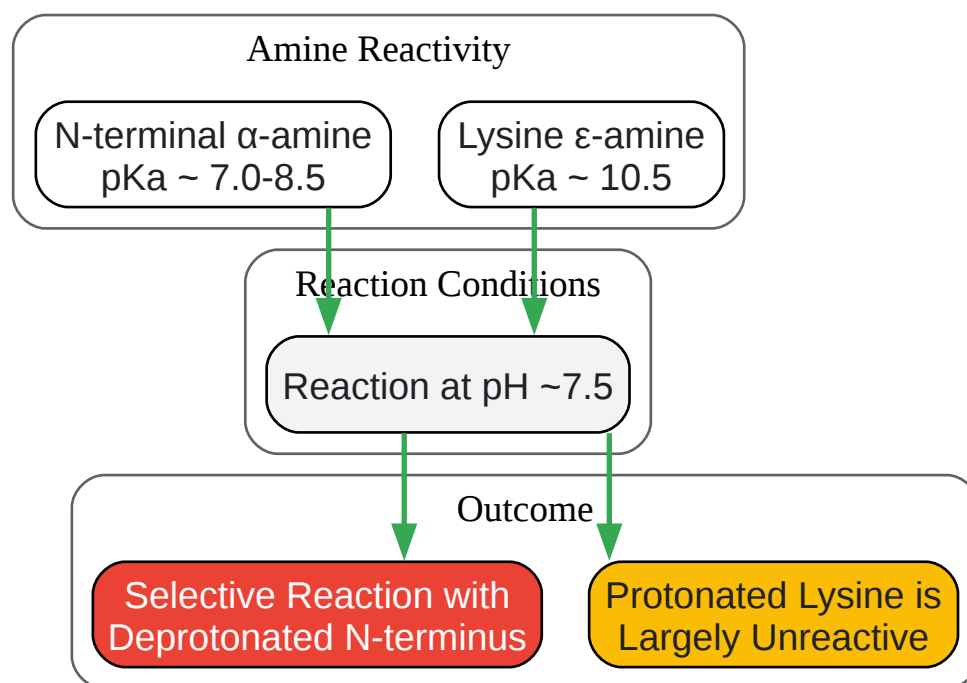 Amine Reactivity
N-terminal α-amine
pKa ~ 7.0-8.5
Lysine ε-amine
pKa ~ 10.5
Reaction Conditions
Reaction at pH ~7.5
Outcome
Selective Reaction with
Deprotonated N-terminus
Protonated Lysine is
Largely Unreactive